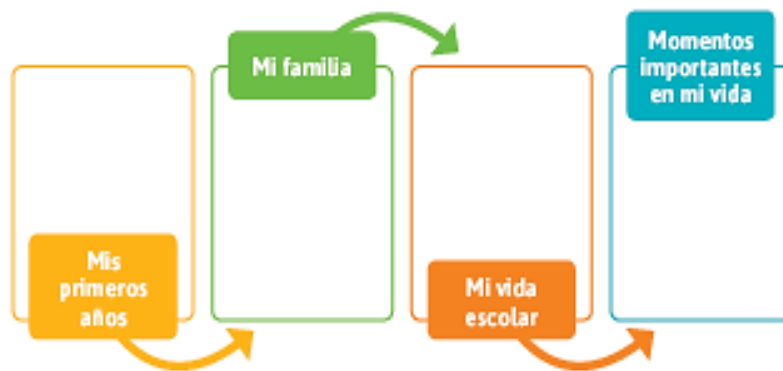 Mis
primeros
años
Mi familia
Mi vida
escolar
Momentos
importantes
en mi vida